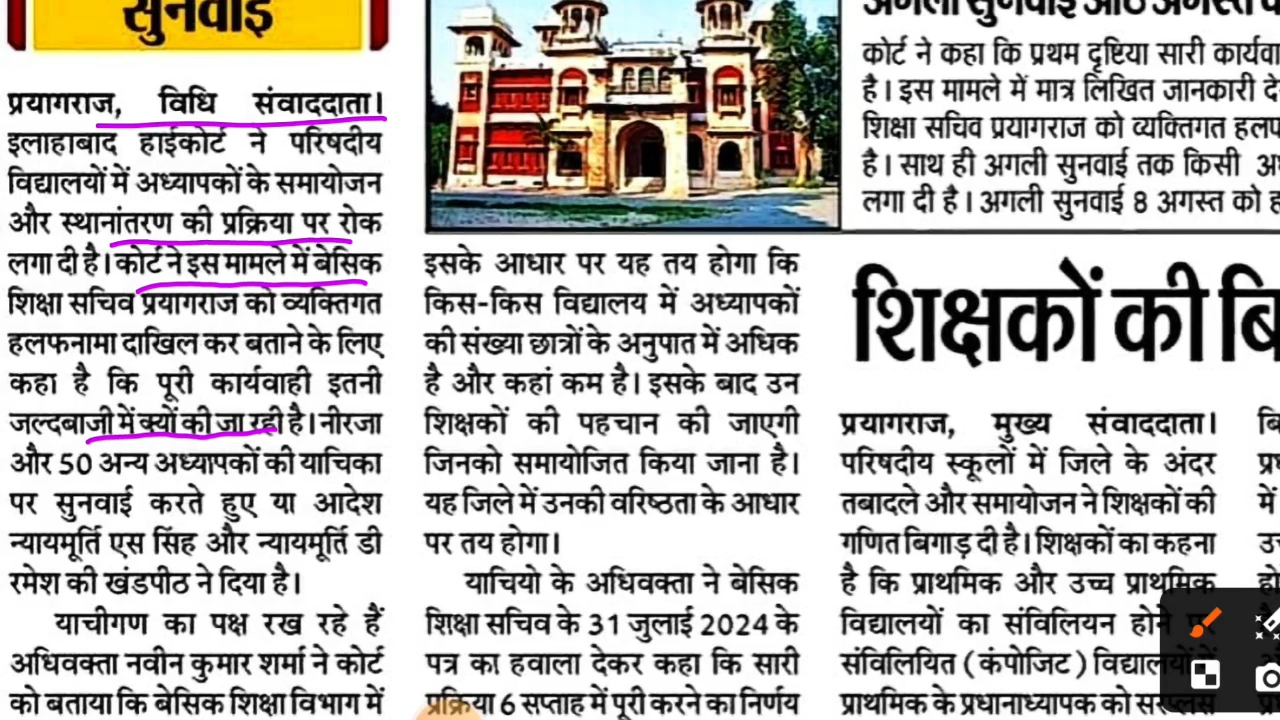 सुनवाई
प्रयागराज, विधि संवाददाता।
इलाहाबाद हाईकोर्ट ने परिषदीय
विद्यालयों में अध्यापकों के समायोजन
और स्थानांतरण की प्रक्रिया पर रोक
लगा दी है। कोर्ट ने इस मामले में बेसिक
शिक्षा सचिव प्रयागराज को व्यक्तिगत
हलफनामा दाखिल कर बताने के लिए
कहा है कि पूरी कार्यवाही इतनी
जल्दबाजी में क्यों की जा रही है। नीरजा
और 50 अन्य अध्यापकों की याचिका
पर सुनवाई करते हुए या आदेश
न्यायमूर्ति एस सिंह और न्यायमूर्ति डी
रमेश की खंडपीठ ने दिया है।
याचीगण का पक्ष रख रहे हैं
अधिवक्ता नवीन कुमार शर्मा ने कोर्ट
को बताया कि बेसिक शिक्षा विभाग में
इसके आधार पर यह तय होगा कि
किस-किस विद्यालय में अध्यापकों
की संख्या छात्रों के अनुपात में अधिक
है और कहां कम है। इसके बाद उन
शिक्षकों की पहचान की जाएगी
जिनको समायोजित किया जाना है।
यह जिले में उनकी वरिष्ठता के आधार
पर तय होगा।
याचियो के अधिवक्ता ने बेसिक
शिक्षा सचिव के 31 जुलाई 2024 के
पत्र का हवाला देकर कहा कि सारी
प्रक्रिया 6 सप्ताह में पूरी करने का निर्णय
अगली सुनवाई आठ अगस्त
कोर्ट ने कहा कि प्रथम दृष्टिया सारी
है। इस मामले में मात्र लिखित जानकारी
शिक्षा सचिव प्रयागराज को व्यक्तिगत
है। साथ ही अगली सुनवाई तक किसी
लगा दी है। अगली सुनवाई 8 अगस्त को
शिक्षकों की
प्रयागराज, मुख्य संवाददाता।
परिषदीय स्कूलों में जिले के अंदर
तबादले और समायोजन ने शिक्षकों की
गणित बिगाड़ दी है। शिक्षकों का कहना
है कि प्राथमिक और उच्च प्राथमिक
विद्यालयों का संविलियन होने पर
संविलियित (कंपोजिट) विद्यालयों में
प्राथमिक के प्रधानाध्यापक को सरप्लस